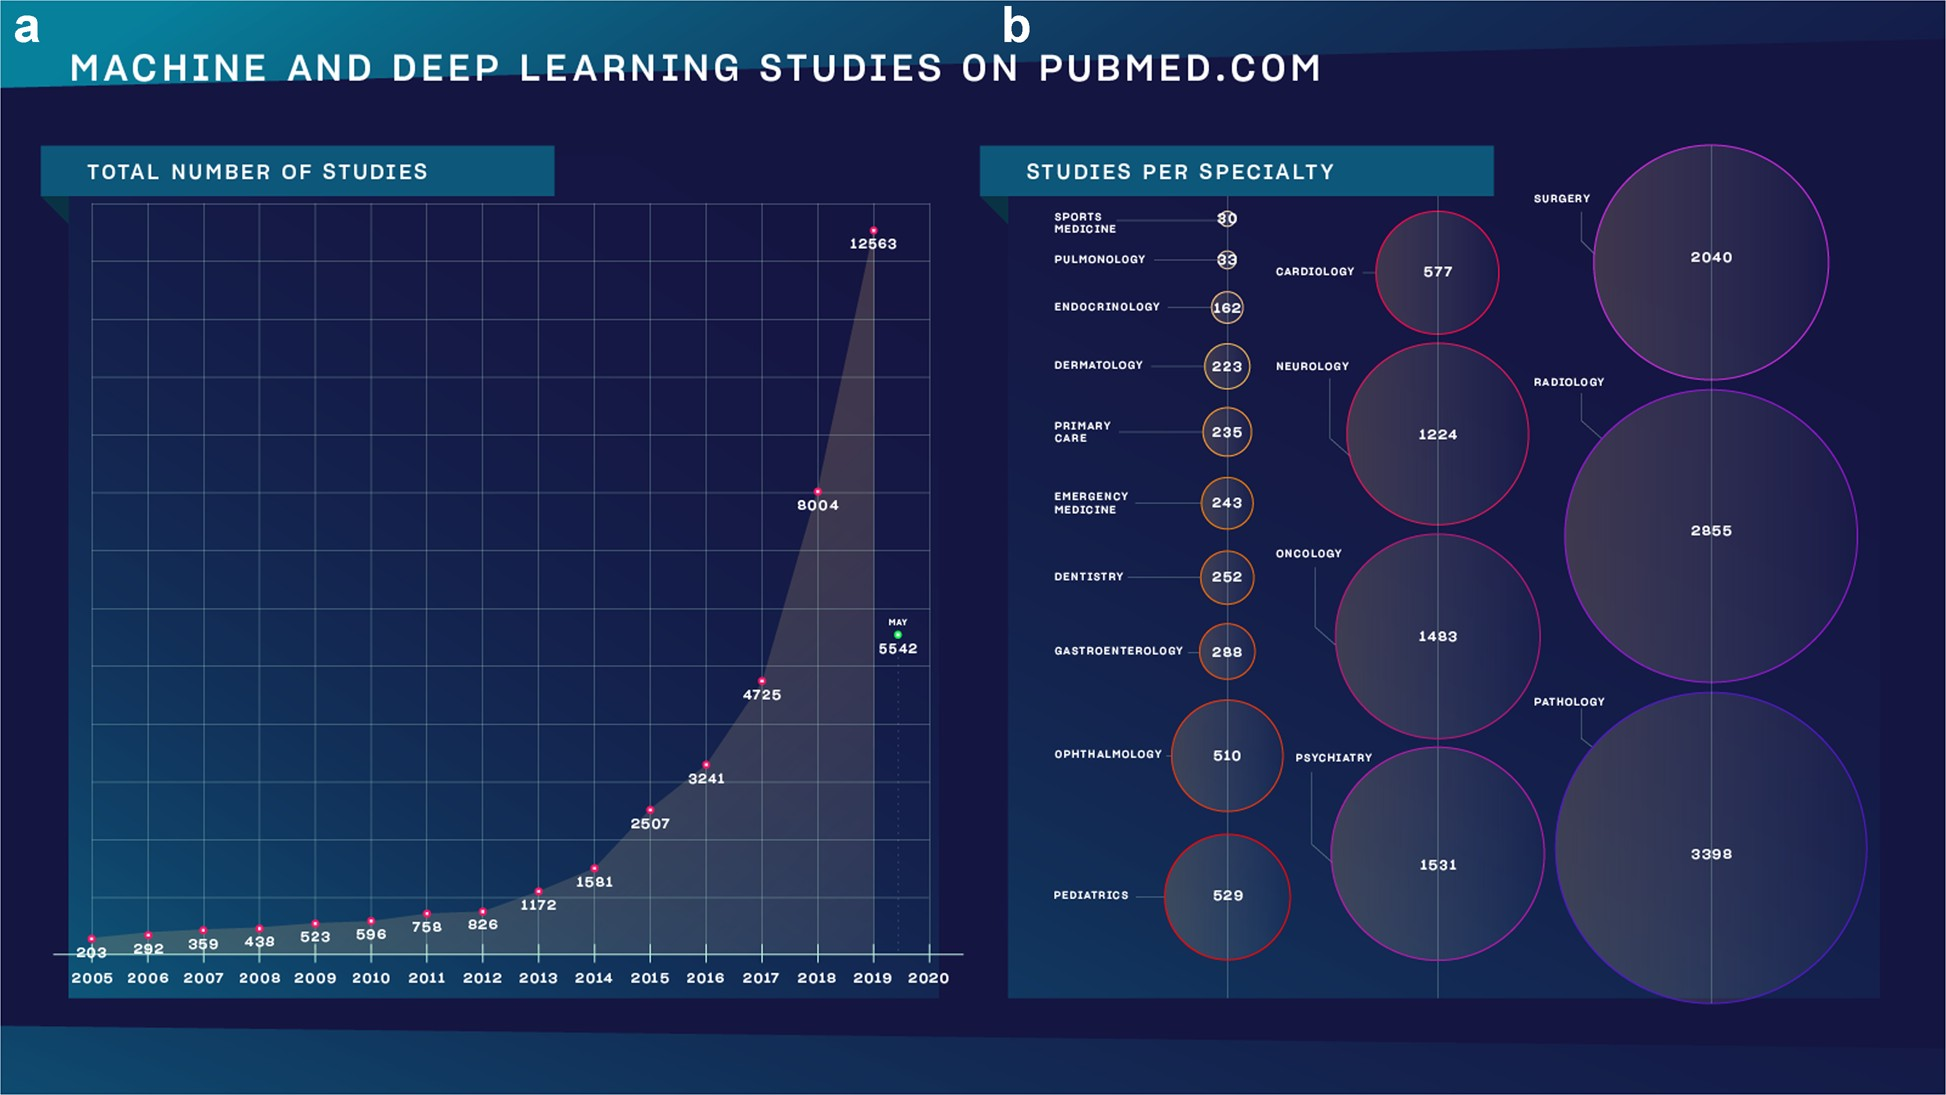 a
b
MACHINE AND DEEP LEARNING STUDIES ON PUBMED.COM
TOTAL NUMBER OF STUDIES
12563
8004
MAY
5542
4725
3241
2507
1581
1172
826
758
596
523
438
359
292
203
2005 2006 2007 2008 2009 2010 2011 2012 2013 2014 2015 2016 2017 2018 2019 2020
STUDIES PER SPECIALTY
SPORTS
MEDICINE
30
PULMONOLOGY
33
ENDOCRINOLOGY
162
DERMATOLOGY
223
PRIMARY
CARE
235
EMERGENCY
MEDICINE
243
DENTISTRY
252
GASTROENTEROLOGY
288
OPHTHALMOLOGY
510
PEDIATRICS
529
CARDIOLOGY
577
NEUROLOGY
1224
ONCOLOGY
1483
PSYCHIATRY
1531
SURGERY
2040
RADIOLOGY
2855
PATHOLOGY
3398